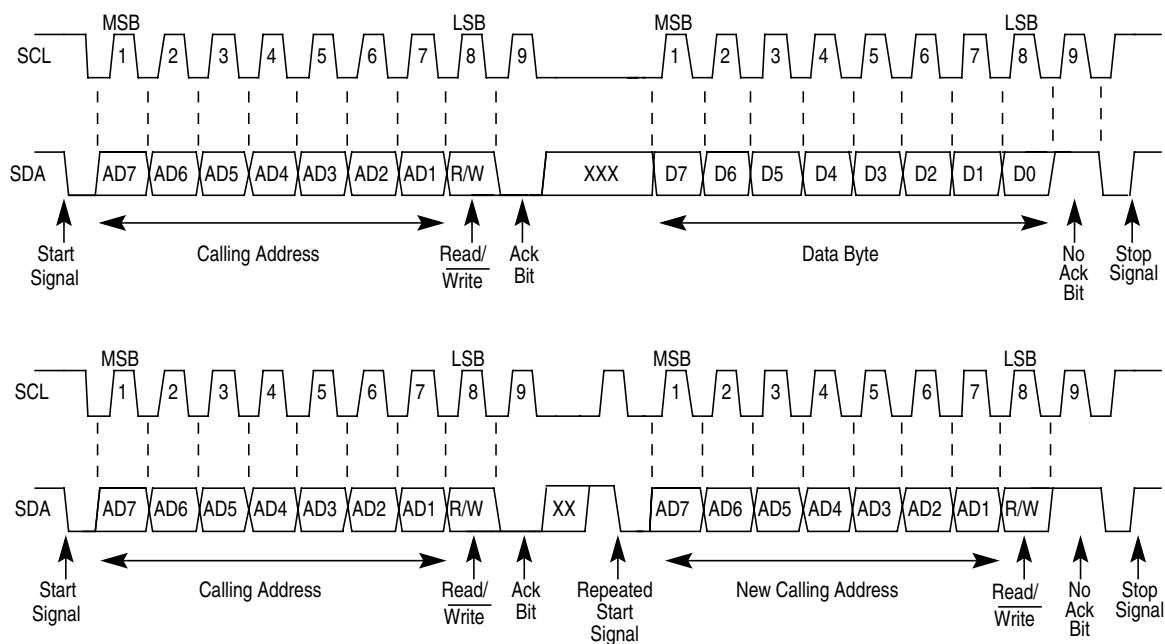 MSB LSB MSB LSB
SCL 1 2 3 4 5 6 7 8 9 1 2 3 4 5 6 7 8 9
SDA AD7 AD6 AD5 AD4 AD3 AD2 AD1 R/W XXX D7 D6 D5 D4 D3 D2 D1 D0
Start Signal
Calling Address
Read/ Write
Ack Bit
Data Byte
No Ack Bit
Stop Signal
MSB LSB MSB LSB
SCL 1 2 3 4 5 6 7 8 9 1 2 3 4 5 6 7 8 9
SDA AD7 AD6 AD5 AD4 AD3 AD2 AD1 R/W XX AD7 AD6 AD5 AD4 AD3 AD2 AD1 R/W
Start Signal
Calling Address
Read/ Write
Ack Bit
Repeated Start Signal
New Calling Address
Read/ Write
No Ack Bit
Stop Signal